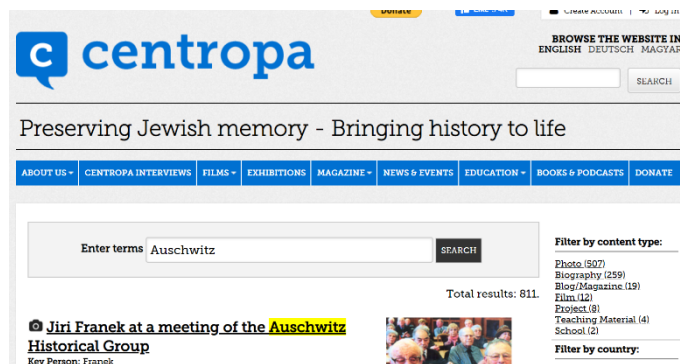 Donate
Create Account Log In
BROWSE THE WEBSITE IN
ENGLISH DEUTSCH MAGYAR
c centropa
SEARCH
Preserving Jewish memory - Bringing history to life
ABOUT US CENTROPA INTERVIEWS FILMS EXHIBITIONS MAGAZINE NEWS & EVENTS EDUCATION BOOKS & PODCASTS DONATE
Enter terms Auschwitz SEARCH
Total results: 811.
Jiri Franek at a meeting of the Auschwitz
Historical Group
Key Person: Franek
Filter by content type:
Photo (507)
Biography (259)
Blog/Magazine (19)
Film (12)
Project (8)
Teaching Material (4)
School (2)
Filter by country: